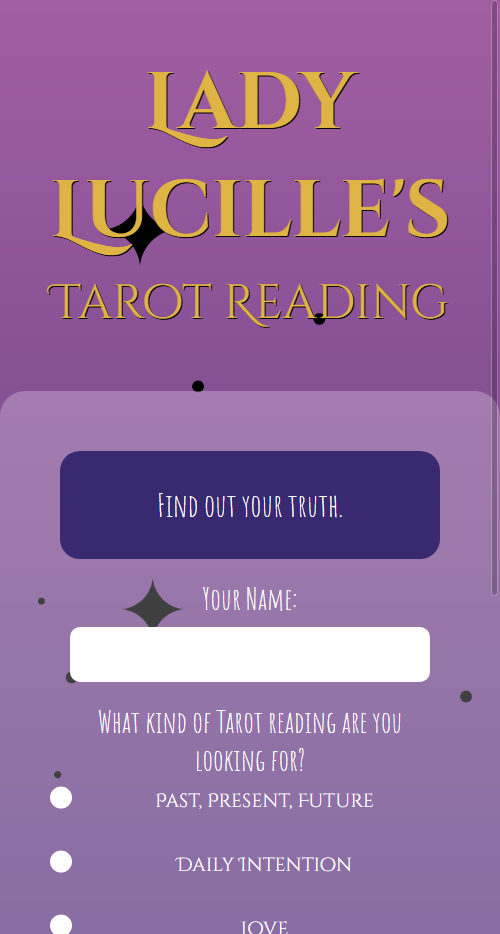 Lady
Lucille's
Tarot Reading
Find out your truth.
Your Name:
What kind of Tarot reading are you
looking for?
Past, Present, Future
Daily Intention
Love